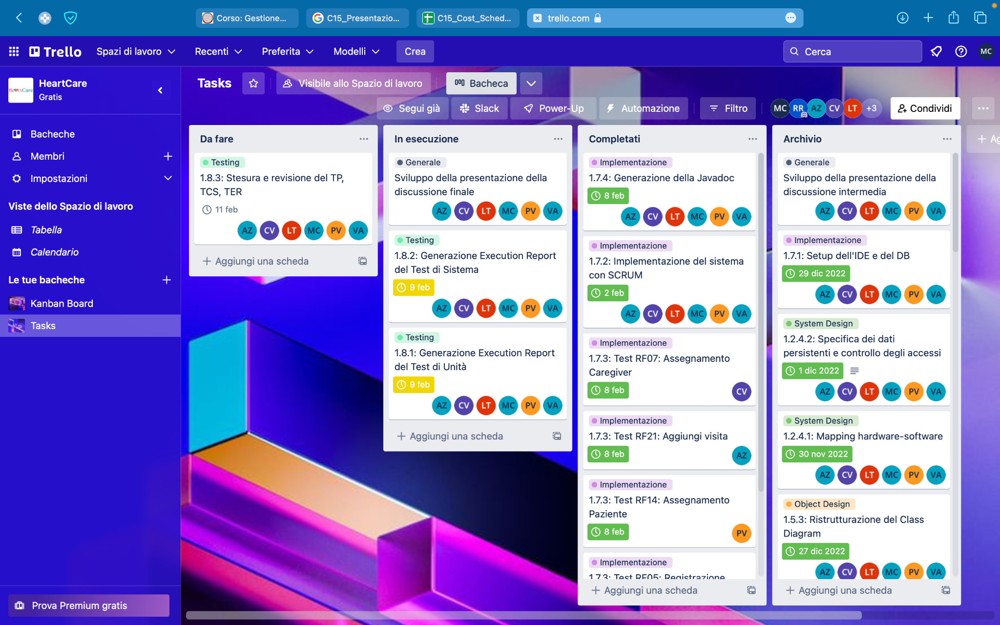 Corso: Gestione...
C15_Presentazio...
C15_Cost_Sched...
trello.com
Trello
Spazi di lavoro
Recenti
Preferita
Modelli
Crea
Cerca
MC
HeartCare
HeartCare
Gratis
Bacheche
Membri
Impostazioni
Viste dello Spazio di lavoro
Tabella
Calendario
Le tue bacheche
Kanban Board
Tasks
Prova Premium gratis
Tasks
Visibile allo Spazio di lavoro
Bacheca
Segui già
Slack
Power-Up
Automazione
Filtro
MC RR AZ CV LT +3
Condividi
Da fare
Testing
1.8.3: Stesura e revisione del TP,
TCS, TER
11 feb
AZ CV LT MC PV VA
Aggiungi una scheda
In esecuzione
Generale
Sviluppo della presentazione della
discussione finale
AZ CV LT MC PV VA
Testing
1.8.2: Generazione Execution Report
del Test di Sistema
9 feb
AZ CV LT MC PV VA
Testing
1.8.1: Generazione Execution Report
del Test di Unità
9 feb
AZ CV LT MC PV VA
Aggiungi una scheda
Completati
Implementazione
1.7.4: Generazione della Javadoc
8 feb
AZ CV LT MC PV VA
Implementazione
1.7.2: Implementazione del sistema
con SCRUM
2 feb
AZ CV LT MC PV VA
Implementazione
1.7.3: Test RF07: Assegnamento
Caregiver
8 feb
CV
Implementazione
1.7.3: Test RF21: Aggiungi visita
8 feb
AZ
Implementazione
1.7.3: Test RF14: Assegnamento
Paziente
8 feb
PV
Implementazione
1.7.3: Test RF05: Registrazione
Aggiungi una scheda
Archivio
Generale
Sviluppo della presentazione della
discussione intermedia
AZ CV LT MC PV VA
Implementazione
1.7.1: Setup dell'IDE e del DB
29 dic 2022
AZ CV LT MC PV VA
System Design
1.2.4.2: Specifica dei dati
persistenti e controllo degli accessi
1 dic 2022
AZ CV LT MC PV VA
System Design
1.2.4.1: Mapping hardware-software
30 nov 2022
AZ CV LT MC PV VA
Object Design
1.5.3: Ristrutturazione del Class
Diagram
27 dic 2022
AZ CV LT MC PV VA
Aggiungi una scheda
Ag